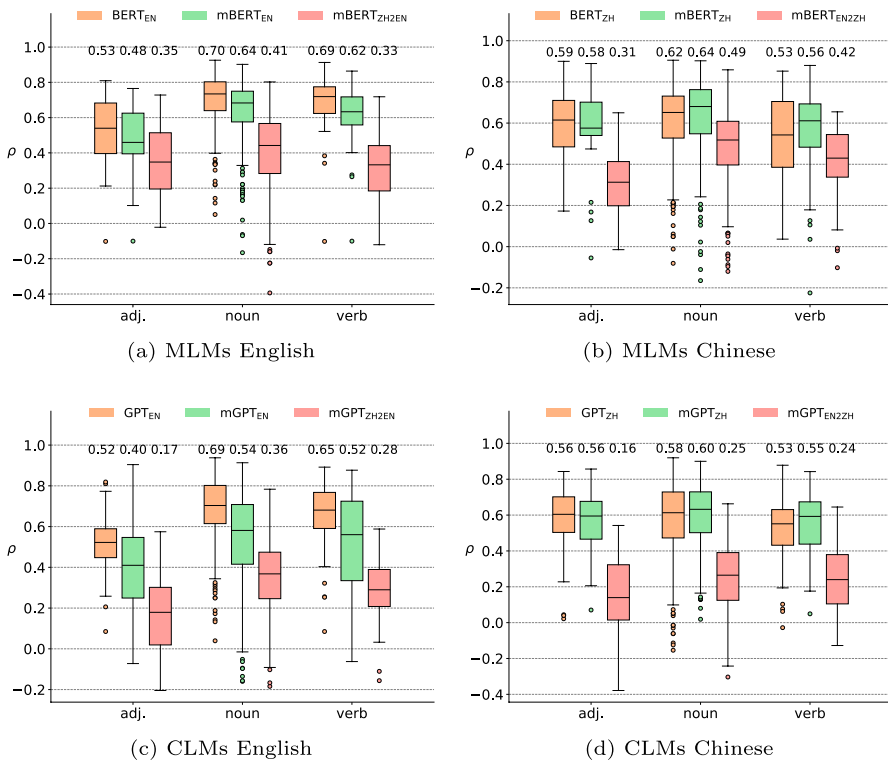 BERT_EN mBERT_EN mBERT_ZH2EN
1.0
0.8
0.6
0.4
0.2
0.0
−0.2
−0.4
ρ
0.53 0.48 0.35 0.70 0.64 0.41 0.69 0.62 0.33
adj. noun verb
(a) MLMs English
BERT_ZH mBERT_ZH mBERT_EN2ZH
1.0
0.8
0.6
0.4
0.2
0.0
−0.2
ρ
0.59 0.58 0.31 0.62 0.64 0.49 0.53 0.56 0.42
adj. noun verb
(b) MLMs Chinese
GPT_EN mGPT_EN mGPT_ZH2EN
1.0
0.8
0.6
0.4
0.2
0.0
−0.2
ρ
0.52 0.40 0.17 0.69 0.54 0.36 0.65 0.52 0.28
adj. noun verb
(c) CLMs English
GPT_ZH mGPT_ZH mGPT_EN2ZH
1.0
0.8
0.6
0.4
0.2
0.0
−0.2
−0.4
ρ
0.56 0.56 0.16 0.58 0.60 0.25 0.53 0.55 0.24
adj. noun verb
(d) CLMs Chinese